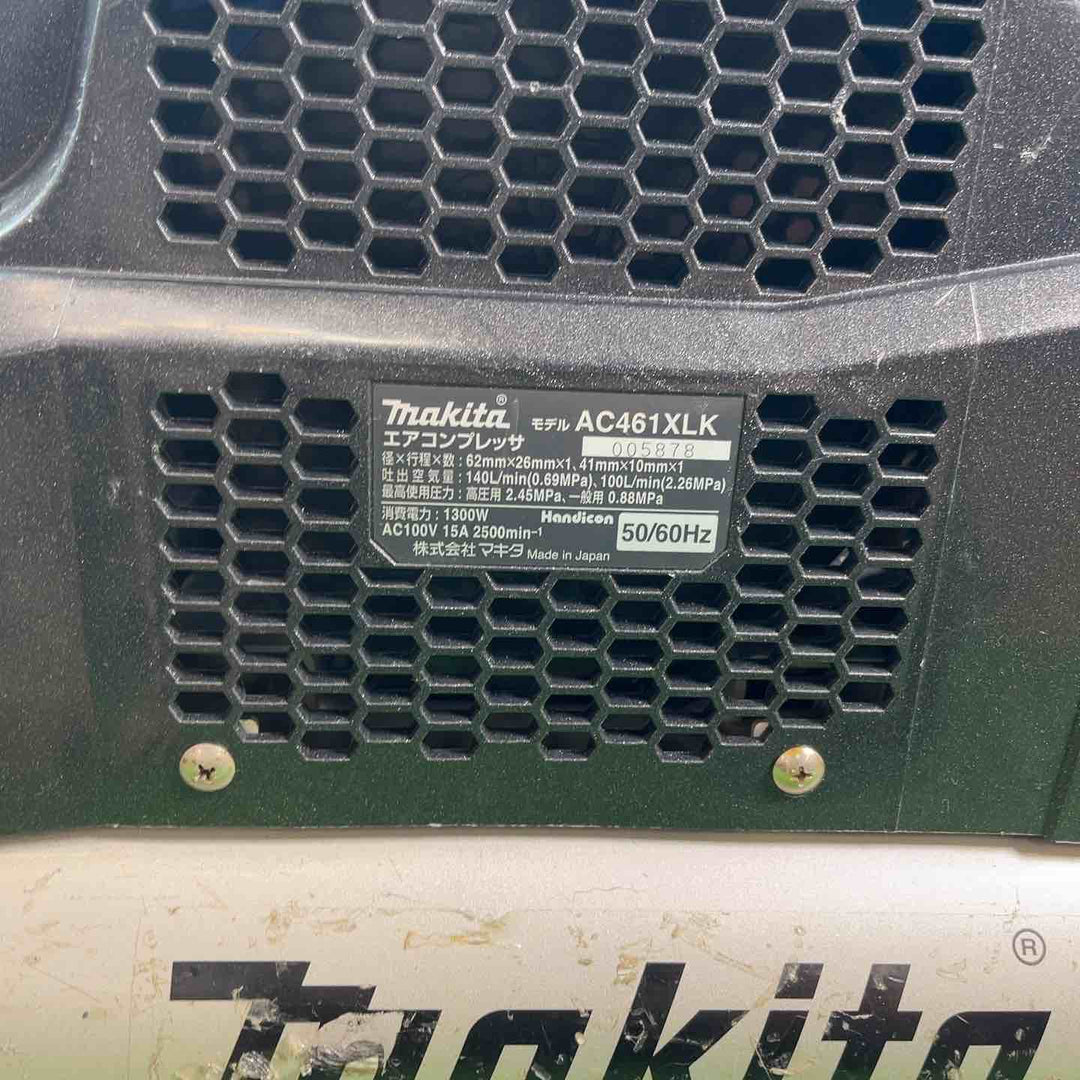 makita® モデル AC461XLK
エアコンプレッサ 005878
径×行程×数:62mm×26mm×1、41mm×10mm×1
吐出空気量:140L/min(0.69MPa)、100L/min(2.26MPa)
最高使用圧力:高圧用 2.45MPa、一般用 0.88MPa
消費電力:1300W Handicon
AC100V 15A 2500min⁻¹ 50/60Hz
株式会社 マキタ Made in Japan
makita®